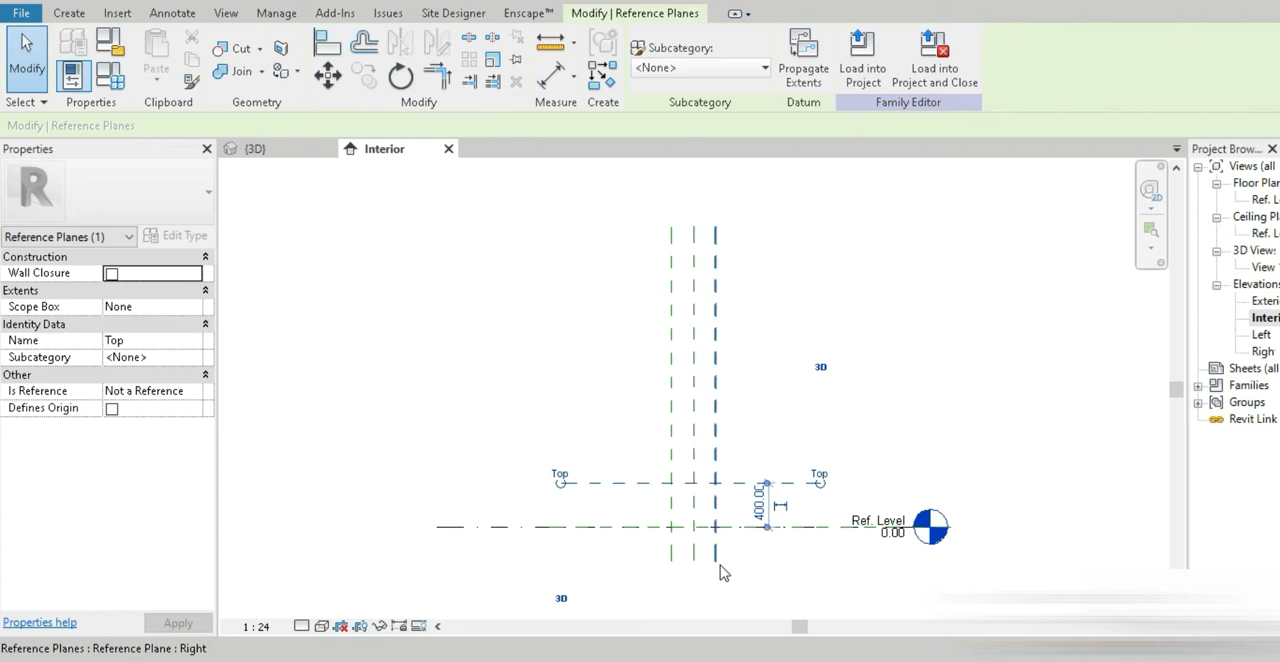 File Create Insert Annotate View Manage Add-Ins Issues Site Designer Enscape™ Modify | Reference Planes
Modify
Paste
Cut
Join
Subcategory:
<None>
Propagate Extents
Load into Project
Load into Project and Close
Select Properties Clipboard Geometry Modify Measure Create Subcategory Datum Family Editor
Modify | Reference Planes
Properties
R
Reference Planes (1) Edit Type
Construction
Wall Closure
Extents
Scope Box None
Identity Data
Name Top
Subcategory <None>
Other
Is Reference Not a Reference
Defines Origin
Properties help Apply
{3D} Interior
2D
3D
Top Top
400.00
Ref. Level
0.00
3D
1 : 24
Project Brow...
Views (all
Floor Plan
Ref. L
Ceiling Pl
Ref. L
3D View:
View
Elevations
Exteri
Interi
Left
Righ
Sheets (all
Families
Groups
Revit Link
Reference Planes : Reference Plane : Right